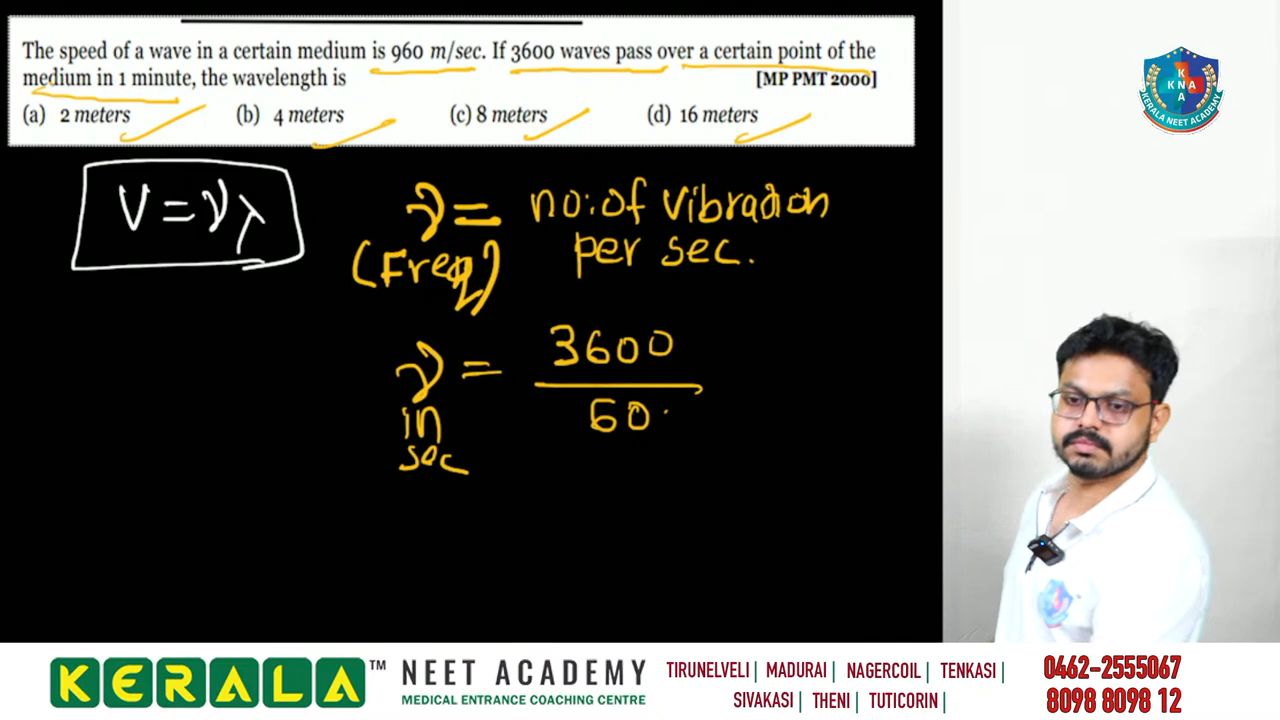 The speed of a wave in a certain medium is 960 m/sec. If 3600 waves pass over a certain point of the
medium in 1 minute, the wavelength is [MP PMT 2000]
(a) 2 meters (b) 4 meters (c) 8 meters (d) 16 meters
V = νλ
ν = no. of vibration
(Freq) per sec.
ν = 3600
60
in
sec
KNA
KERALA NEET ACADEMY
KERALA™ NEET ACADEMY
MEDICAL ENTRANCE COACHING CENTRE
TIRUNELVELI | MADURAI | NAGERCOIL | TENKASI |
SIVAKASI | THENI | TUTICORIN |
0462-2555067
8098 8098 12